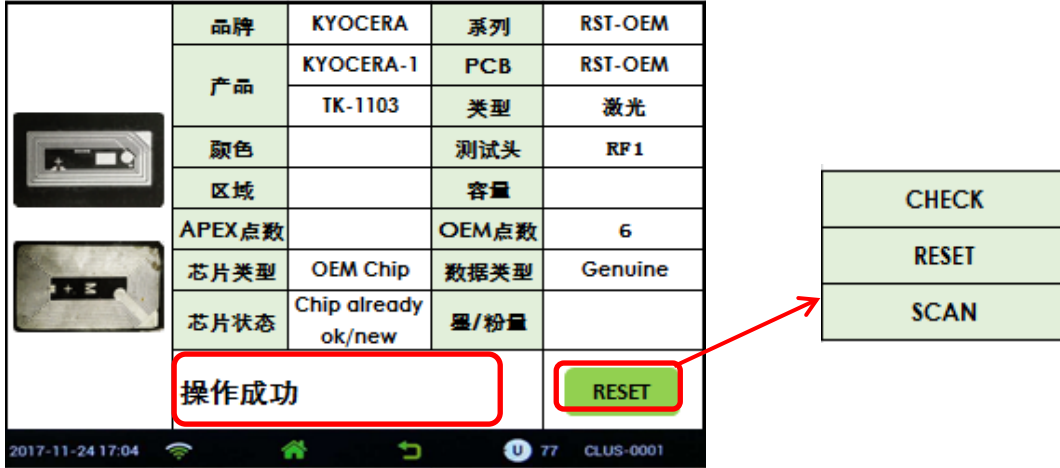 品牌 KYOCERA 系列 RST-OEM
产品 KYOCERA-1 PCB RST-OEM
TK-1103 类型 激光
颜色 测试头 RF1
区域 容量
APEX点数 OEM点数 6
芯片类型 OEM Chip 数据类型 Genuine
芯片状态 Chip already ok/new 墨/粉量
操作成功 RESET
2017-11-24 17:04 U 77 CLUS-0001
CHECK
RESET
SCAN